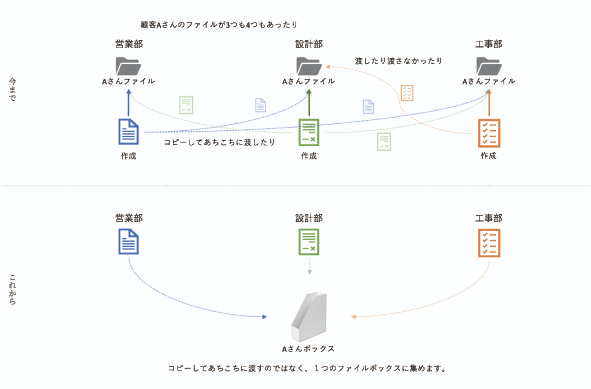 顧客Aさんのファイルが3つも4つもあったり
営業部
設計部
工事部
渡したり渡さなかったり
Aさんファイル
Aさんファイル
Aさんファイル
今まで
コピーしてあちこちに渡したり
作成
作成
作成
営業部
設計部
工事部
これから
Aさんボックス
コピーしてあちこちに渡すのではなく、1つのファイルボックスに集めます。